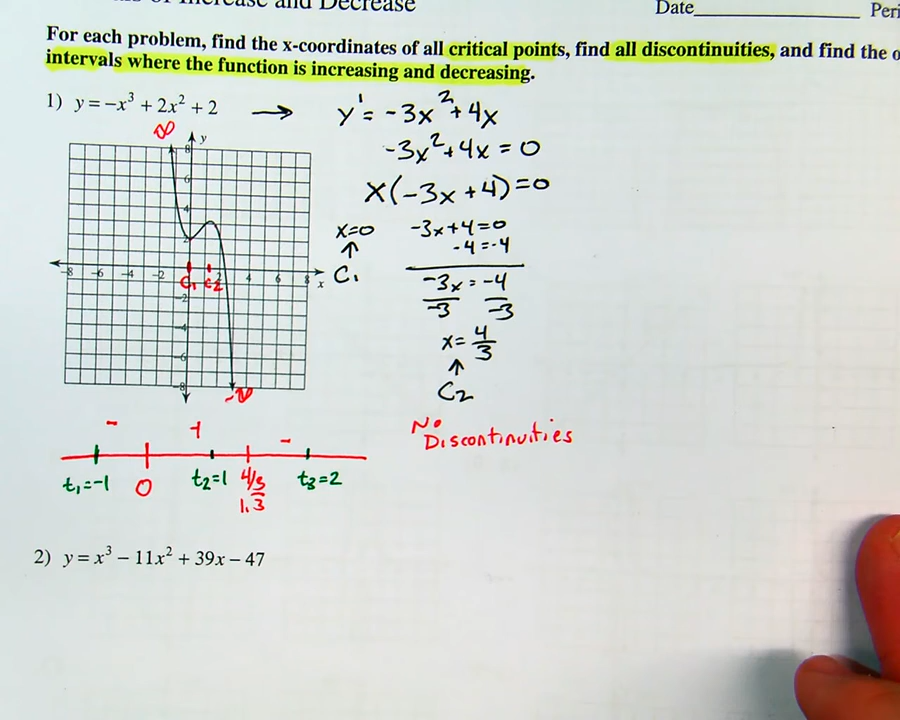 of Increase and Decrease
Date
For each problem, find the x-coordinates of all critical points, find all discontinuities, and find the
intervals where the function is increasing and decreasing.
1) y = −x³ + 2x² + 2 → y' = -3x² + 4x
-3x² + 4x = 0
x(-3x + 4) = 0
x=0 -3x+4=0
-4=-4
C₁ -3x = -4
-3 -3
x = 4/3
C₂
∞
y
8
6
4
2
-8 -6 -4 -2 4 6 8 x
C₁ C₂
-2
-4
-6
-8
-∞
No
Discontinuities
- + -
t₁=-1 0 t₂=1 4/3 t₃=2
1.3̅
2) y = x³ − 11x² + 39x − 47